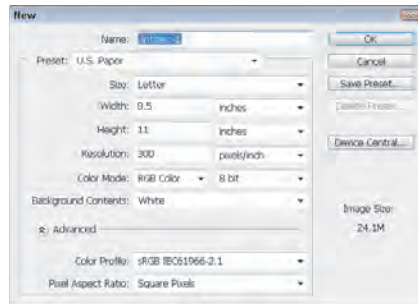 New
Name:
OK
Preset: U.S. Paper
Cancel
Size: Letter
Save Preset...
Width: 8.5 inches
Delete Preset...
Height: 11 inches
Device Central...
Resolution: 300 pixels/inch
Color Mode: RGB Color 8 bit
Background Contents: White
Image Size:
Advanced
24.1M
Color Profile: sRGB IEC61966-2.1
Pixel Aspect Ratio: Square Pixels